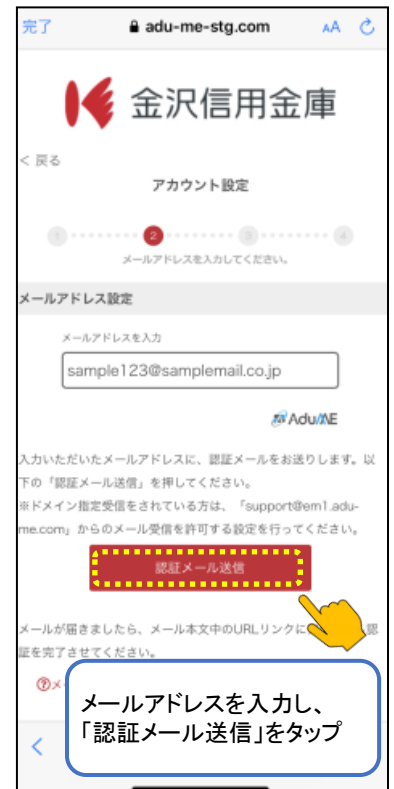 完了 adu-me-stg.com AA
金沢信用金庫
< 戻る
アカウント設定
1 2 3 4
メールアドレスを入力してください。
メールアドレス設定
メールアドレスを入力
sample123@samplemail.co.jp
Adu/ME
入力いただいたメールアドレスに、認証メールをお送りします。以
下の「認証メール送信」を押してください。
※ドメイン指定受信をされている方は、「support@em1.adu-
me.com」からのメール受信を許可する設定を行ってください。
認証メール送信
メールが届きましたら、メール本文中のURLリンクに 認
証を完了させてください。
?メ
メールアドレスを入力し、
「認証メール送信」をタップ